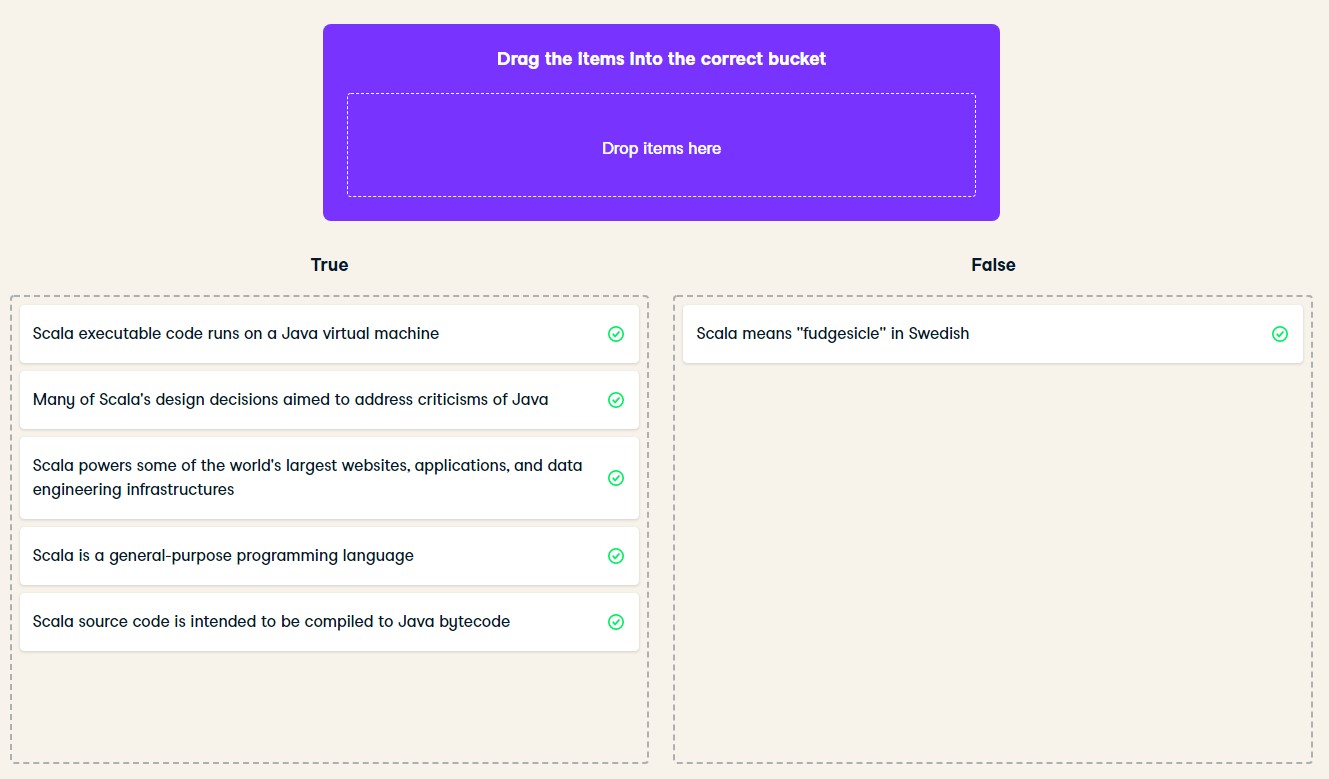 Drag the items into the correct bucket
Drop items here
True
False
Scala executable code runs on a Java virtual machine
Many of Scala's design decisions aimed to address criticisms of Java
Scala powers some of the world's largest websites, applications, and data
engineering infrastructures
Scala is a general-purpose programming language
Scala source code is intended to be compiled to Java bytecode
Scala means "fudgesicle" in Swedish